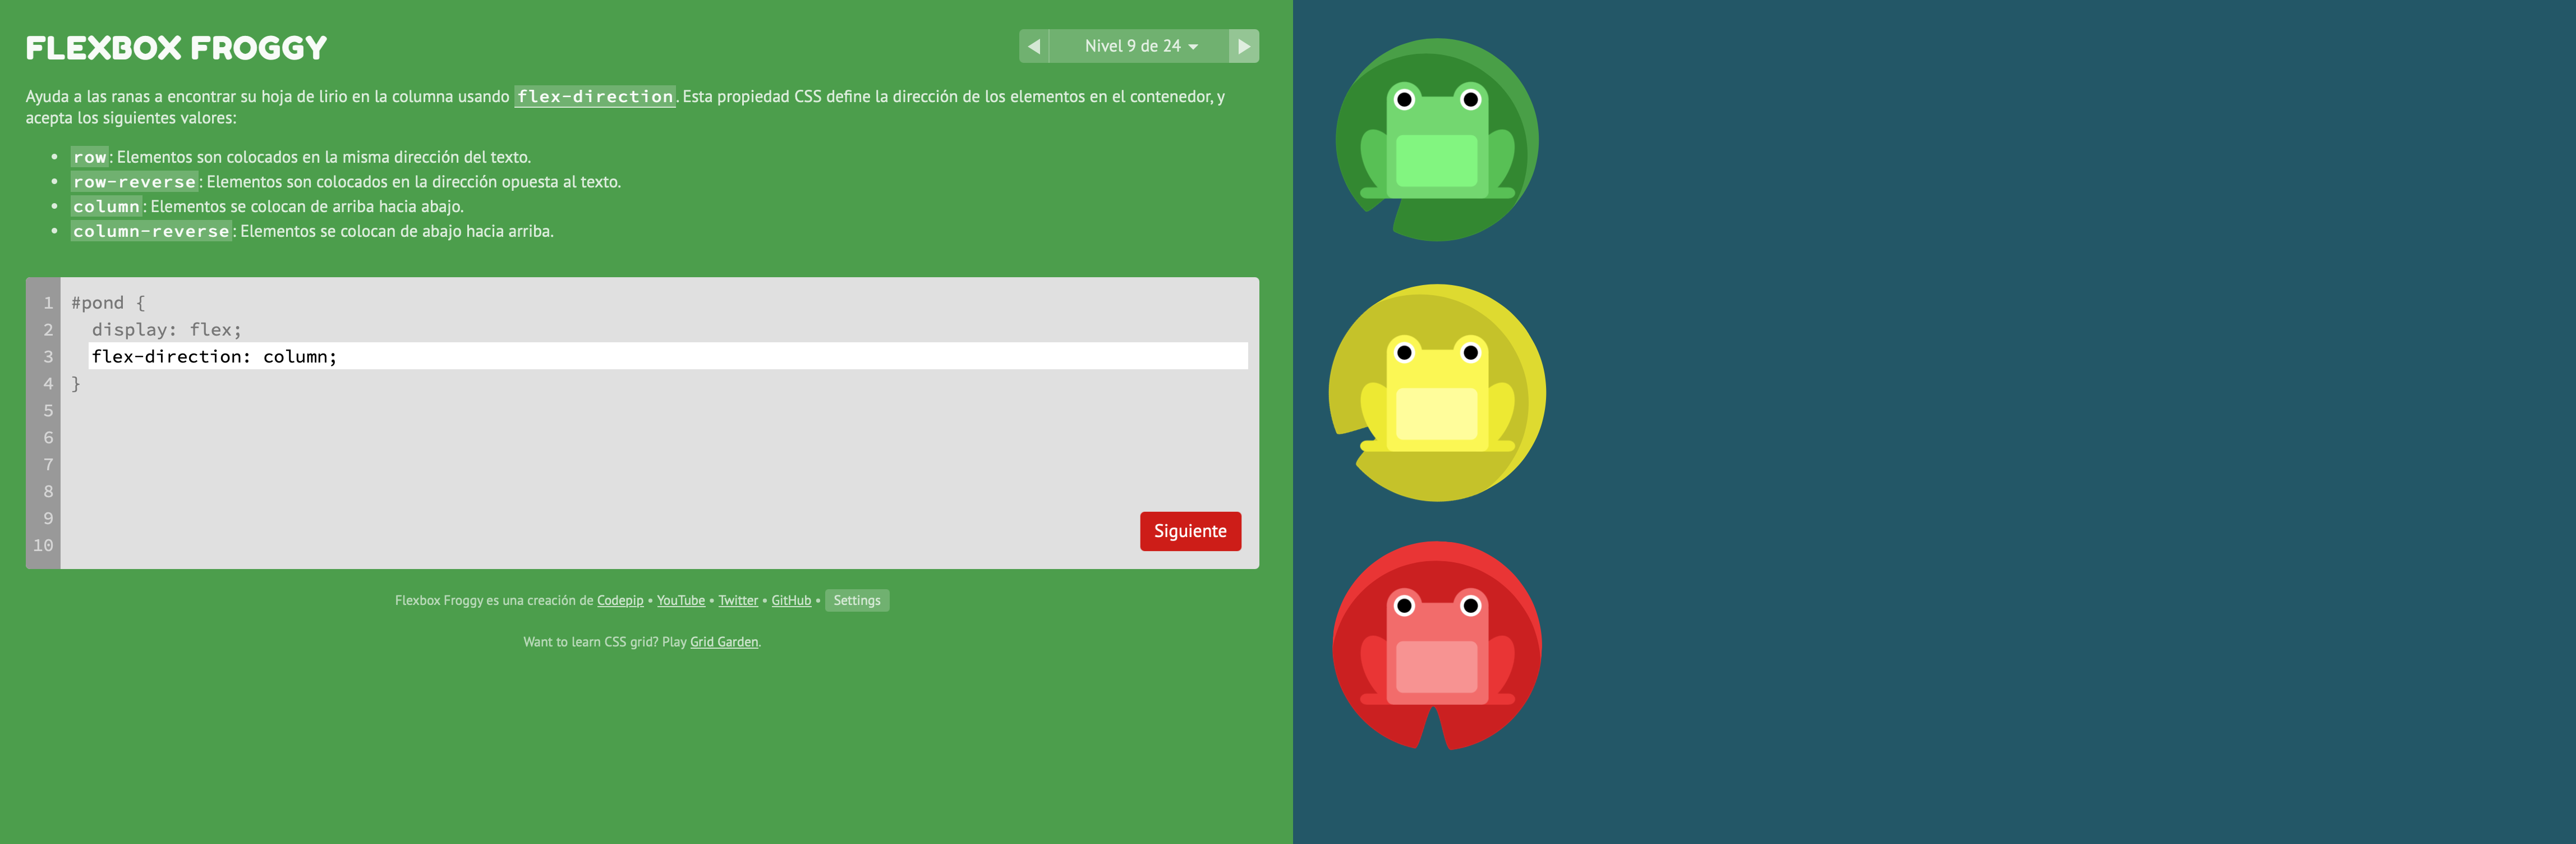 FLEXBOX FROGGY
Nivel 9 de 24
Ayuda a las ranas a encontrar su hoja de lirio en la columna usando flex-direction. Esta propiedad CSS define la dirección de los elementos en el contenedor, y
acepta los siguientes valores:
• row: Elementos son colocados en la misma dirección del texto.
• row-reverse: Elementos son colocados en la dirección opuesta al texto.
• column: Elementos se colocan de arriba hacia abajo.
• column-reverse: Elementos se colocan de abajo hacia arriba.
1 #pond {
2 display: flex;
3 flex-direction: column;
4 }
5
6
7
8
9
10
Siguiente
Flexbox Froggy es una creación de Codepip • YouTube • Twitter • GitHub • Settings
Want to learn CSS grid? Play Grid Garden.